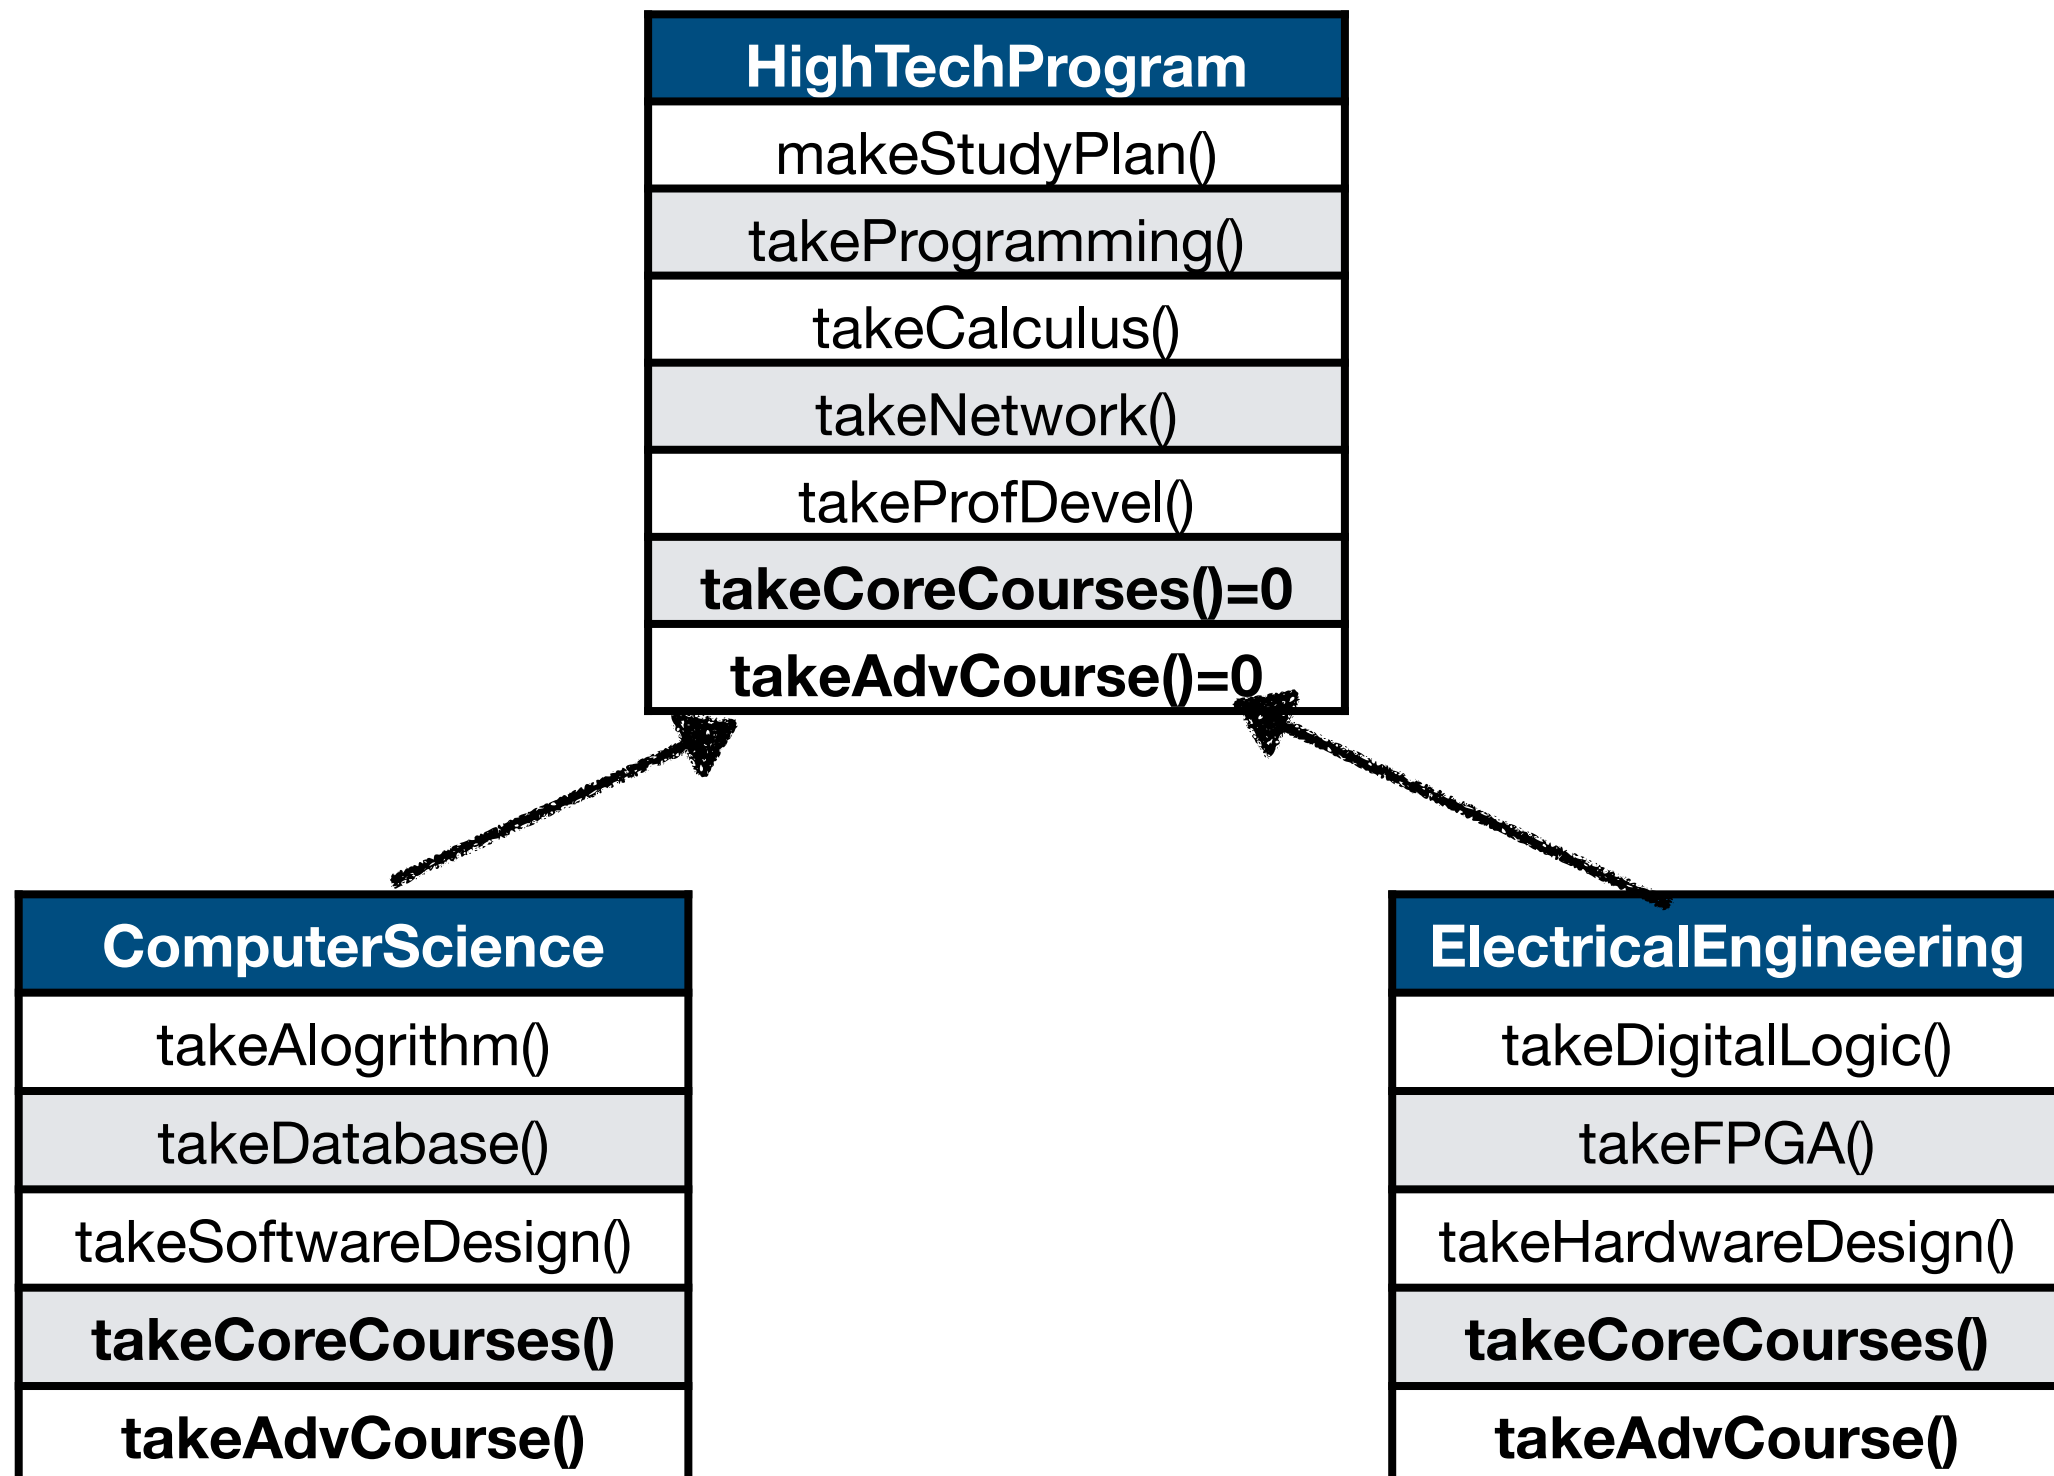 HighTechProgram
makeStudyPlan()
takeProgramming()
takeCalculus()
takeNetwork()
takeProfDevel()
takeCoreCourses()=0
takeAdvCourse()=0
ComputerScience
takeAlogrithm()
takeDatabase()
takeSoftwareDesign()
takeCoreCourses()
takeAdvCourse()
ElectricalEngineering
takeDigitalLogic()
takeFPGA()
takeHardwareDesign()
takeCoreCourses()
takeAdvCourse()